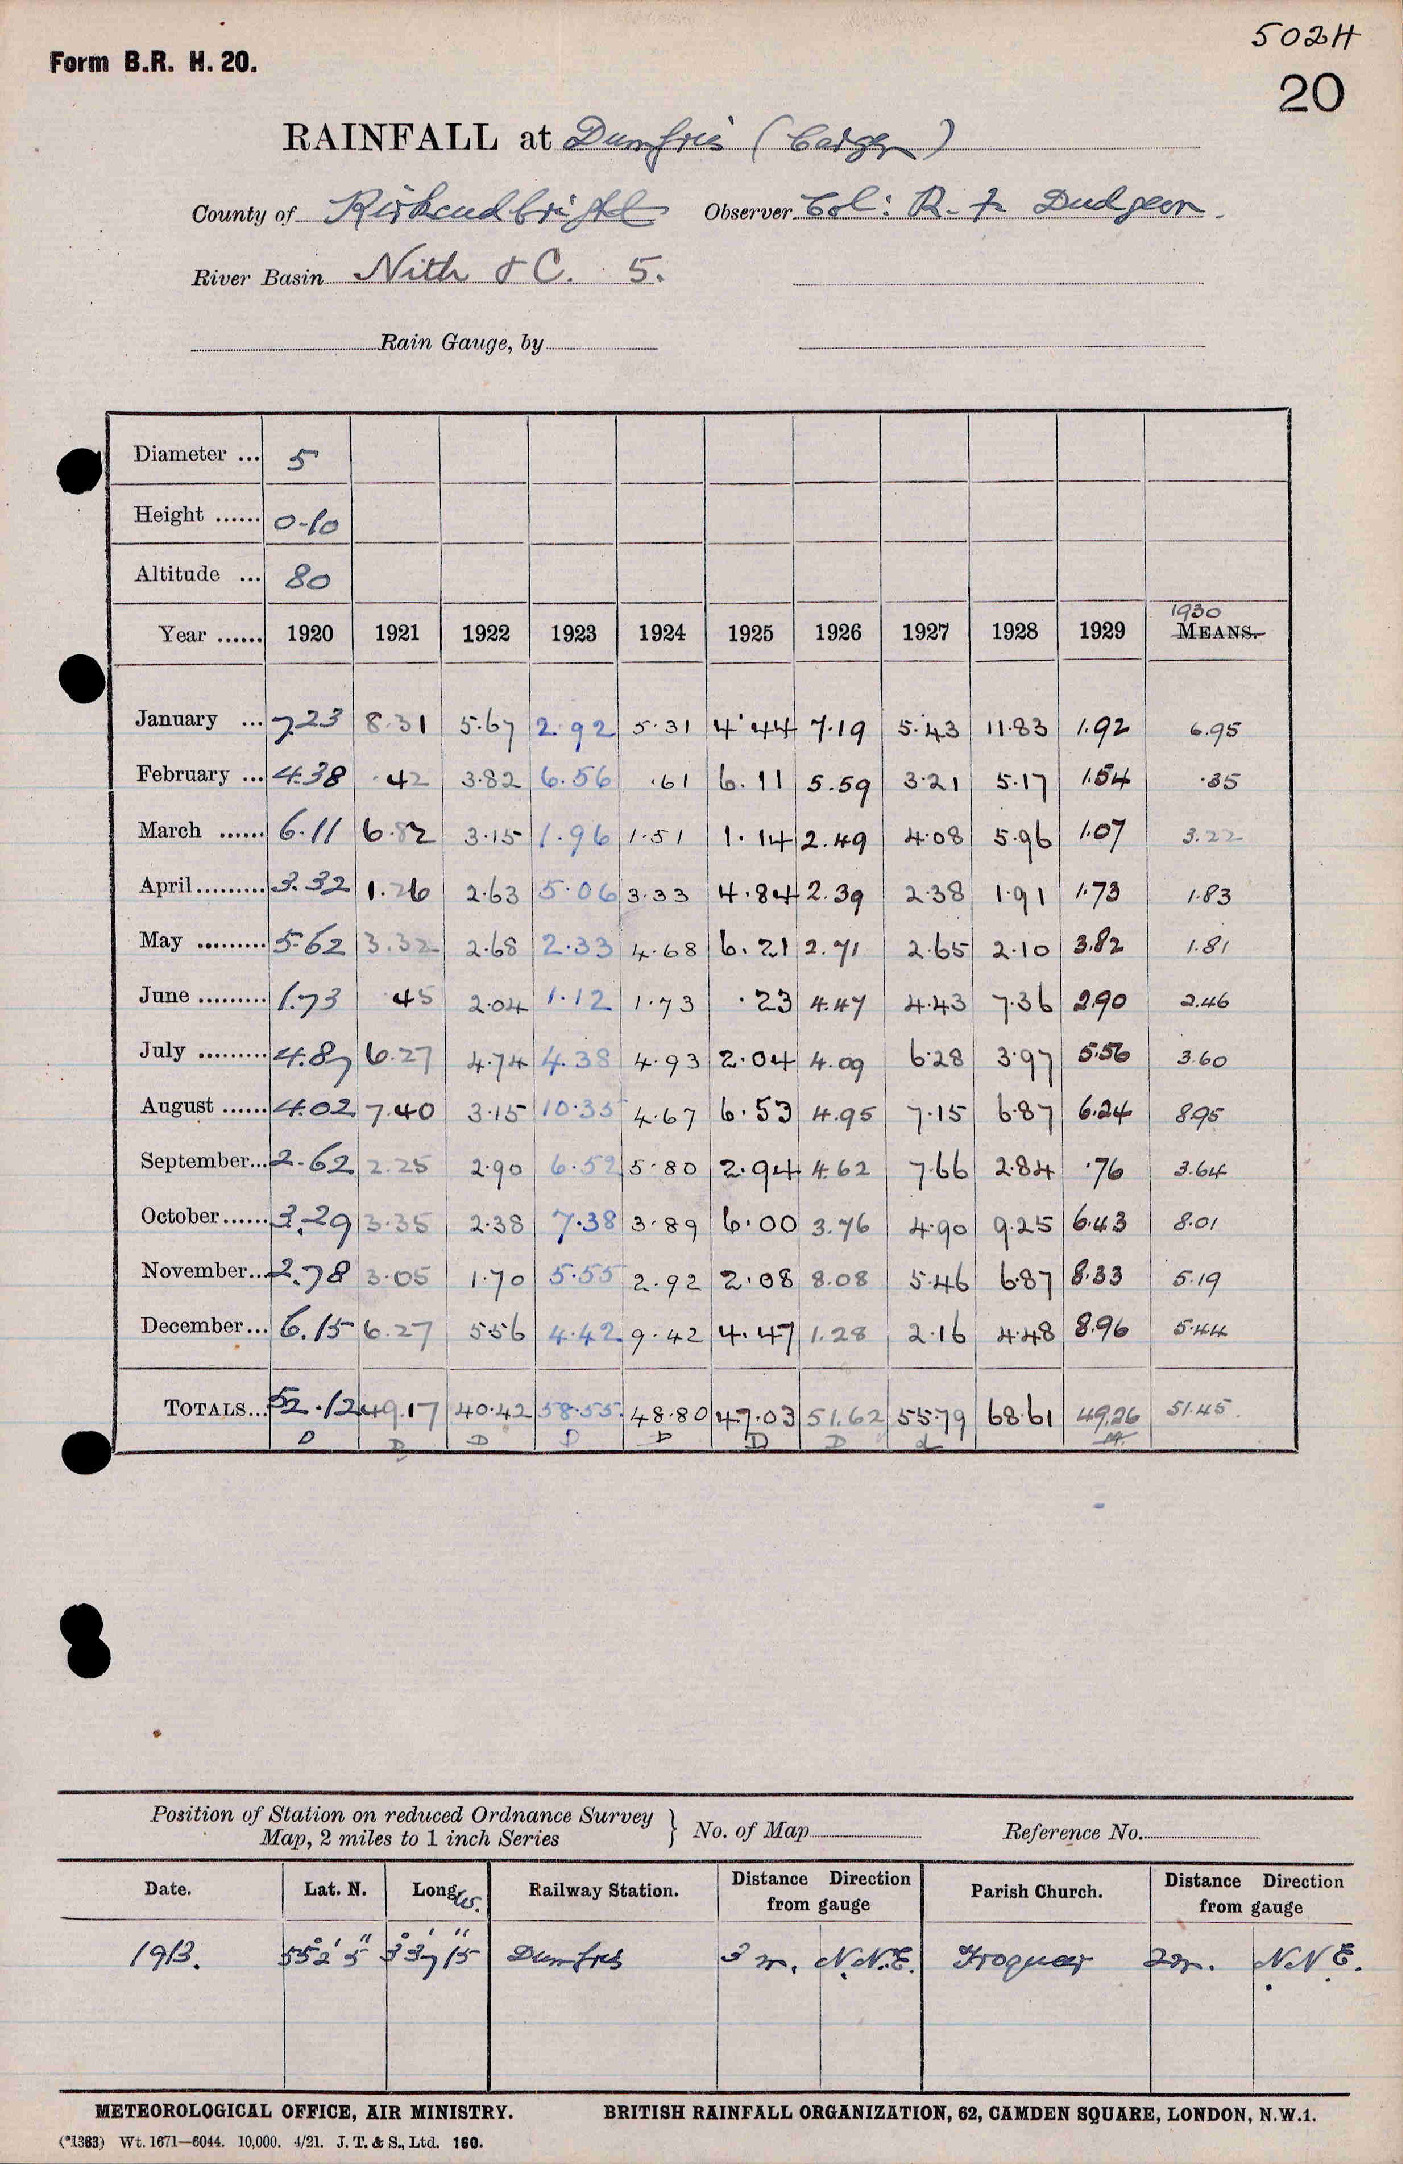 502H
Form B.R. H. 20.
20
RAINFALL at Dumfries (Cargen)
County of Kirkcudbright Observer Col: R. F. Dudgeon.
River Basin Nith &C. 5.
Rain Gauge, by
Diameter ... 5
Height ...... 0-10
Altitude ... 80
1930
Year ...... 1920 1921 1922 1923 1924 1925 1926 1927 1928 1929 MEANS.
January ... 7.23 8.31 5.67 2.92 5.31 4.44 7.19 5.43 11.83 1.92 6.95
February ... 4.38 .42 3.82 6.56 .61 6.11 5.59 3.21 5.17 1.54 .35
March ...... 6.11 6.82 3.15 1.96 1.51 1.14 2.49 4.08 5.96 1.07 3.22
April......... 3.32 1.26 2.63 5.06 3.33 4.84 2.39 2.38 1.91 1.73 1.83
May ......... 5.62 3.32 2.68 2.33 4.68 6.21 2.71 2.65 2.10 3.82 1.81
June ......... 1.73 .45 2.04 1.12 1.73 .23 4.47 4.43 7.36 2.90 2.46
July ......... 4.87 6.27 4.74 4.38 4.93 2.04 4.09 6.28 3.97 5.56 3.60
August ...... 4.02 7.40 3.15 10.35 4.67 6.53 4.95 7.15 6.87 6.24 8.95
September... 2.62 2.25 2.90 6.52 5.80 2.94 4.62 7.66 2.84 .76 3.64
October...... 3.29 3.35 2.38 7.38 3.89 6.00 3.76 4.90 9.25 6.43 8.01
November... 2.78 3.05 1.70 5.55 2.92 2.08 8.08 5.46 6.87 8.33 5.19
December... 6.15 6.27 5.56 4.42 9.42 4.47 1.28 2.16 4.48 8.96 5.44
TOTALS... 52.12 49.17 40.42 58.55 48.80 47.03 51.62 55.79 68.61 49.26 51.45
D D D D D D D
Position of Station on reduced Ordnance Survey
Map, 2 miles to 1 inch Series } No. of Map Reference No.
Date. Lat. N. Long. W. Railway Station. Distance Direction from gauge Parish Church. Distance Direction from gauge
1913. 55° 2' 5" 3° 37' 15" Dumfries 3 m. N.N.E. Troqueer 2 m. N N E.
METEOROLOGICAL OFFICE, AIR MINISTRY. BRITISH RAINFALL ORGANIZATION, 62, CAMDEN SQUARE, LONDON, N.W.1.
(*1383) Wt. 1671—6044. 10,000. 4/21. J. T. & S., Ltd. 160.